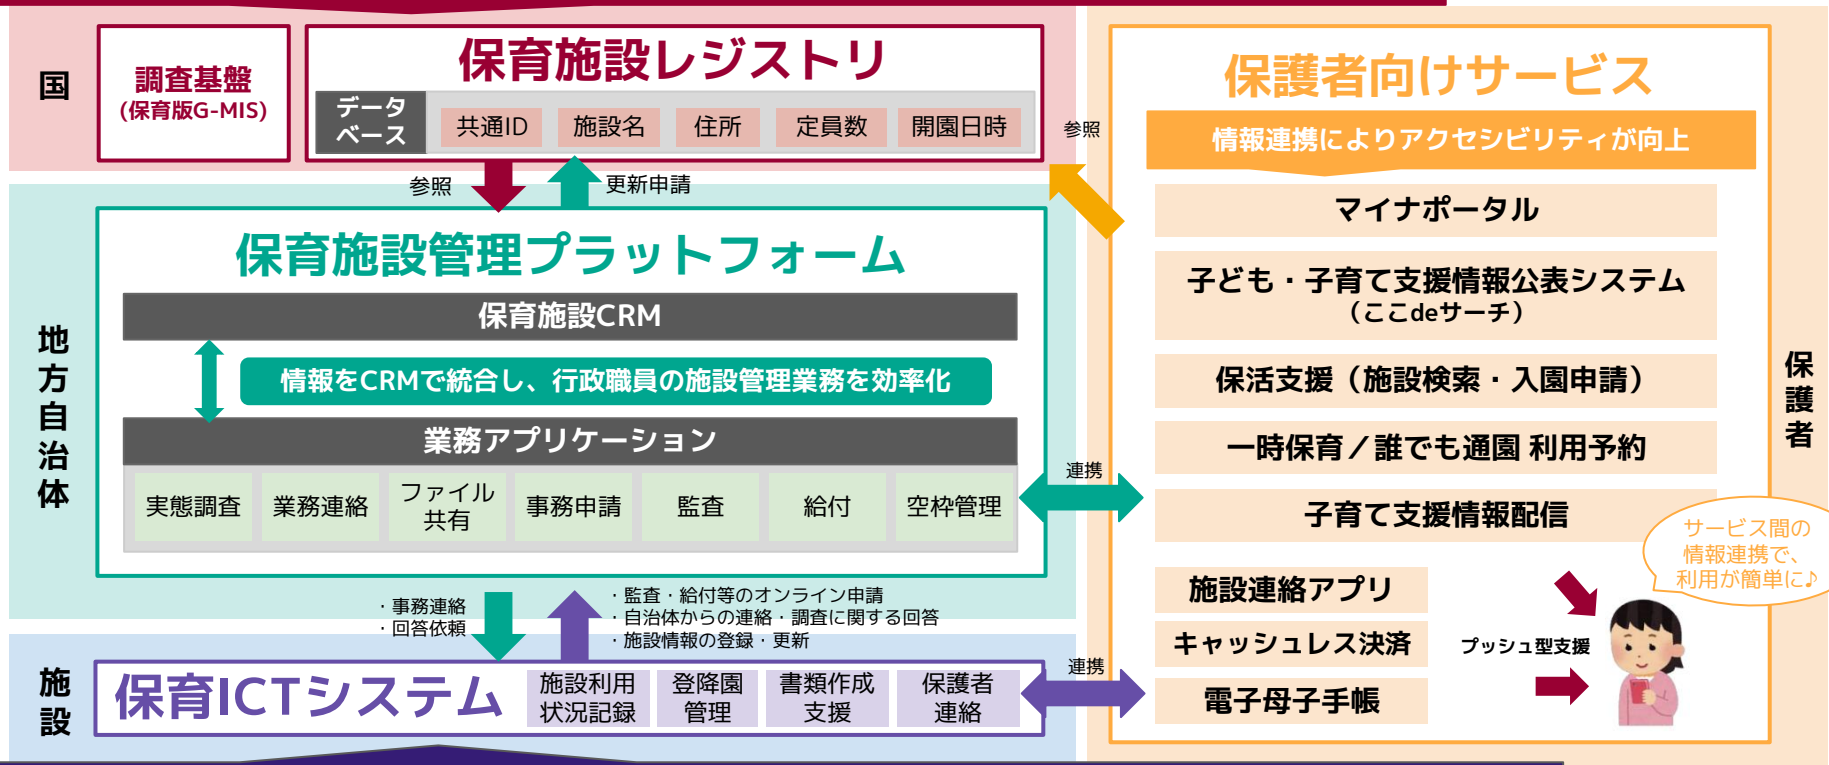 国
調査基盤
(保育版G-MIS)
保育施設レジストリ
データ
ベース
共通ID
施設名
住所
定員数
開園日時
参照
更新申請
参照
地方自治体
保育施設管理プラットフォーム
保育施設CRM
情報をCRMで統合し、行政職員の施設管理業務を効率化
業務アプリケーション
実態調査
業務連絡
ファイル
共有
事務申請
監査
給付
空枠管理
連携
・事務連絡
・回答依頼
・監査・給付等のオンライン申請
・自治体からの連絡・調査に関する回答
・施設情報の登録・更新
施設
保育ICTシステム
施設利用
状況記録
登降園
管理
書類作成
支援
保護者
連絡
連携
保護者向けサービス
情報連携によりアクセシビリティが向上
マイナポータル
子ども・子育て支援情報公表システム
（ここdeサーチ）
保活支援（施設検索・入園申請）
一時保育／誰でも通園 利用予約
子育て支援情報配信
施設連絡アプリ
キャッシュレス決済
電子母子手帳
プッシュ型支援
サービス間の
情報連携で、
利用が簡単に♪
保護者